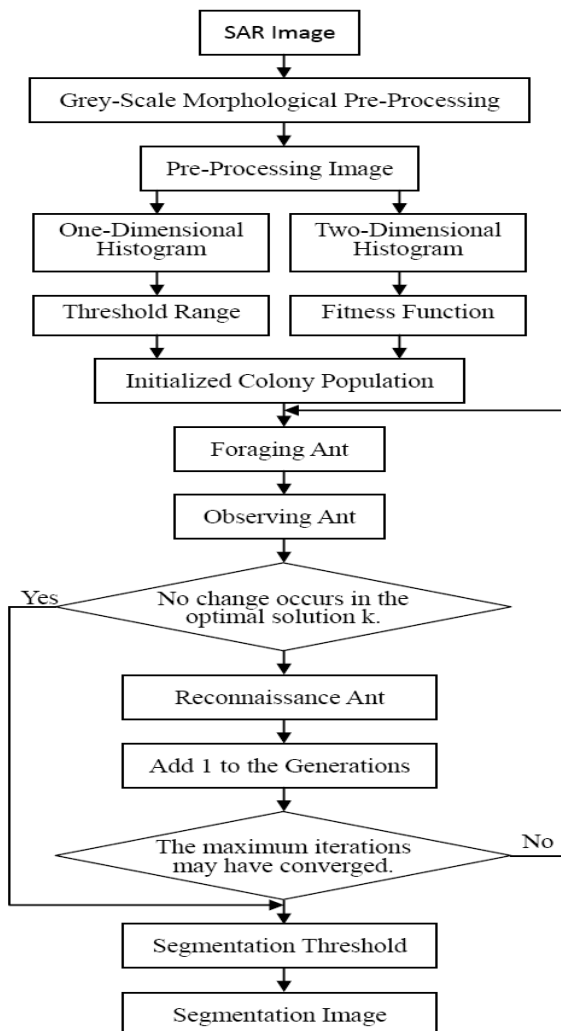 SAR Image
Grey-Scale Morphological Pre-Processing
Pre-Processing Image
One-Dimensional
Histogram
Two-Dimensional
Histogram
Threshold Range
Fitness Function
Initialized Colony Population
Foraging Ant
Observing Ant
Yes
No change occurs in the
optimal solution k.
Reconnaissance Ant
Add 1 to the Generations
The maximum iterations
may have converged.
No
Segmentation Threshold
Segmentation Image